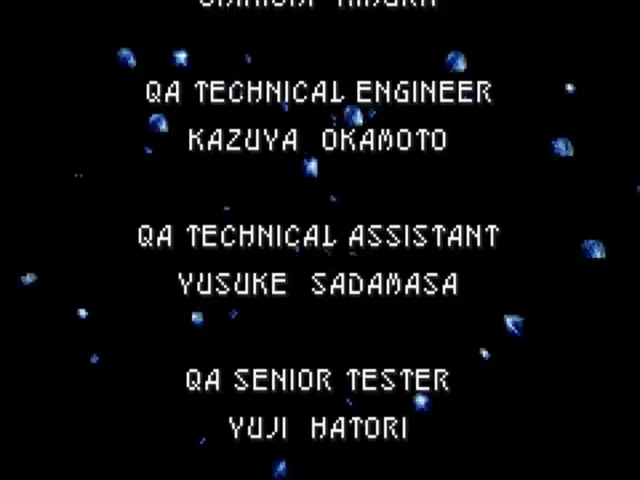 QA TECHNICAL ENGINEER
KAZUYA OKAMOTO
QA TECHNICAL ASSISTANT
YUSUKE SADAMASA
QA SENIOR TESTER
YUJI HATORI